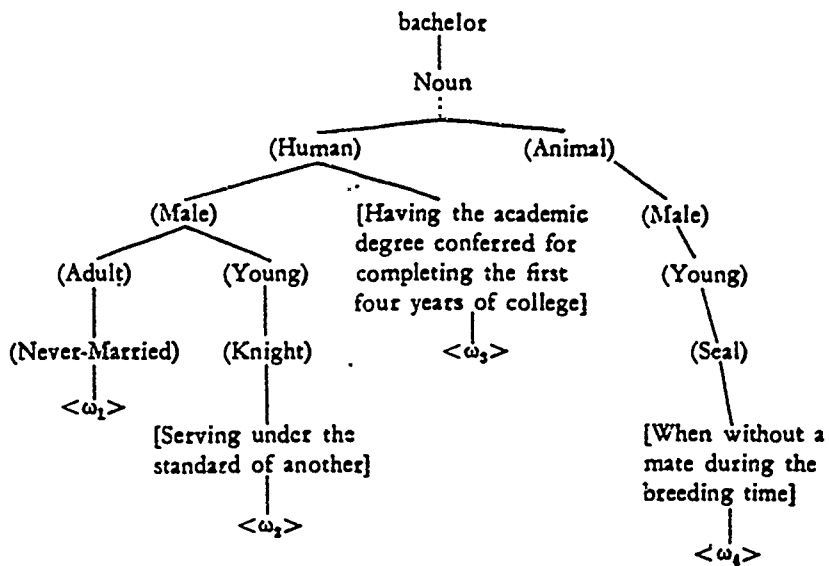 bachelor
Noun
(Human)
(Animal)
(Male)
[Having the academic
degree conferred for
completing the first
four years of college]
(Male)
(Adult)
(Young)
(Young)
(Never-Married)
(Knight)
<ω₃>
(Seal)
<ω₁>
[Serving under the
standard of another]
[When without a
mate during the
breeding time]
<ω₂>
<ω₄>